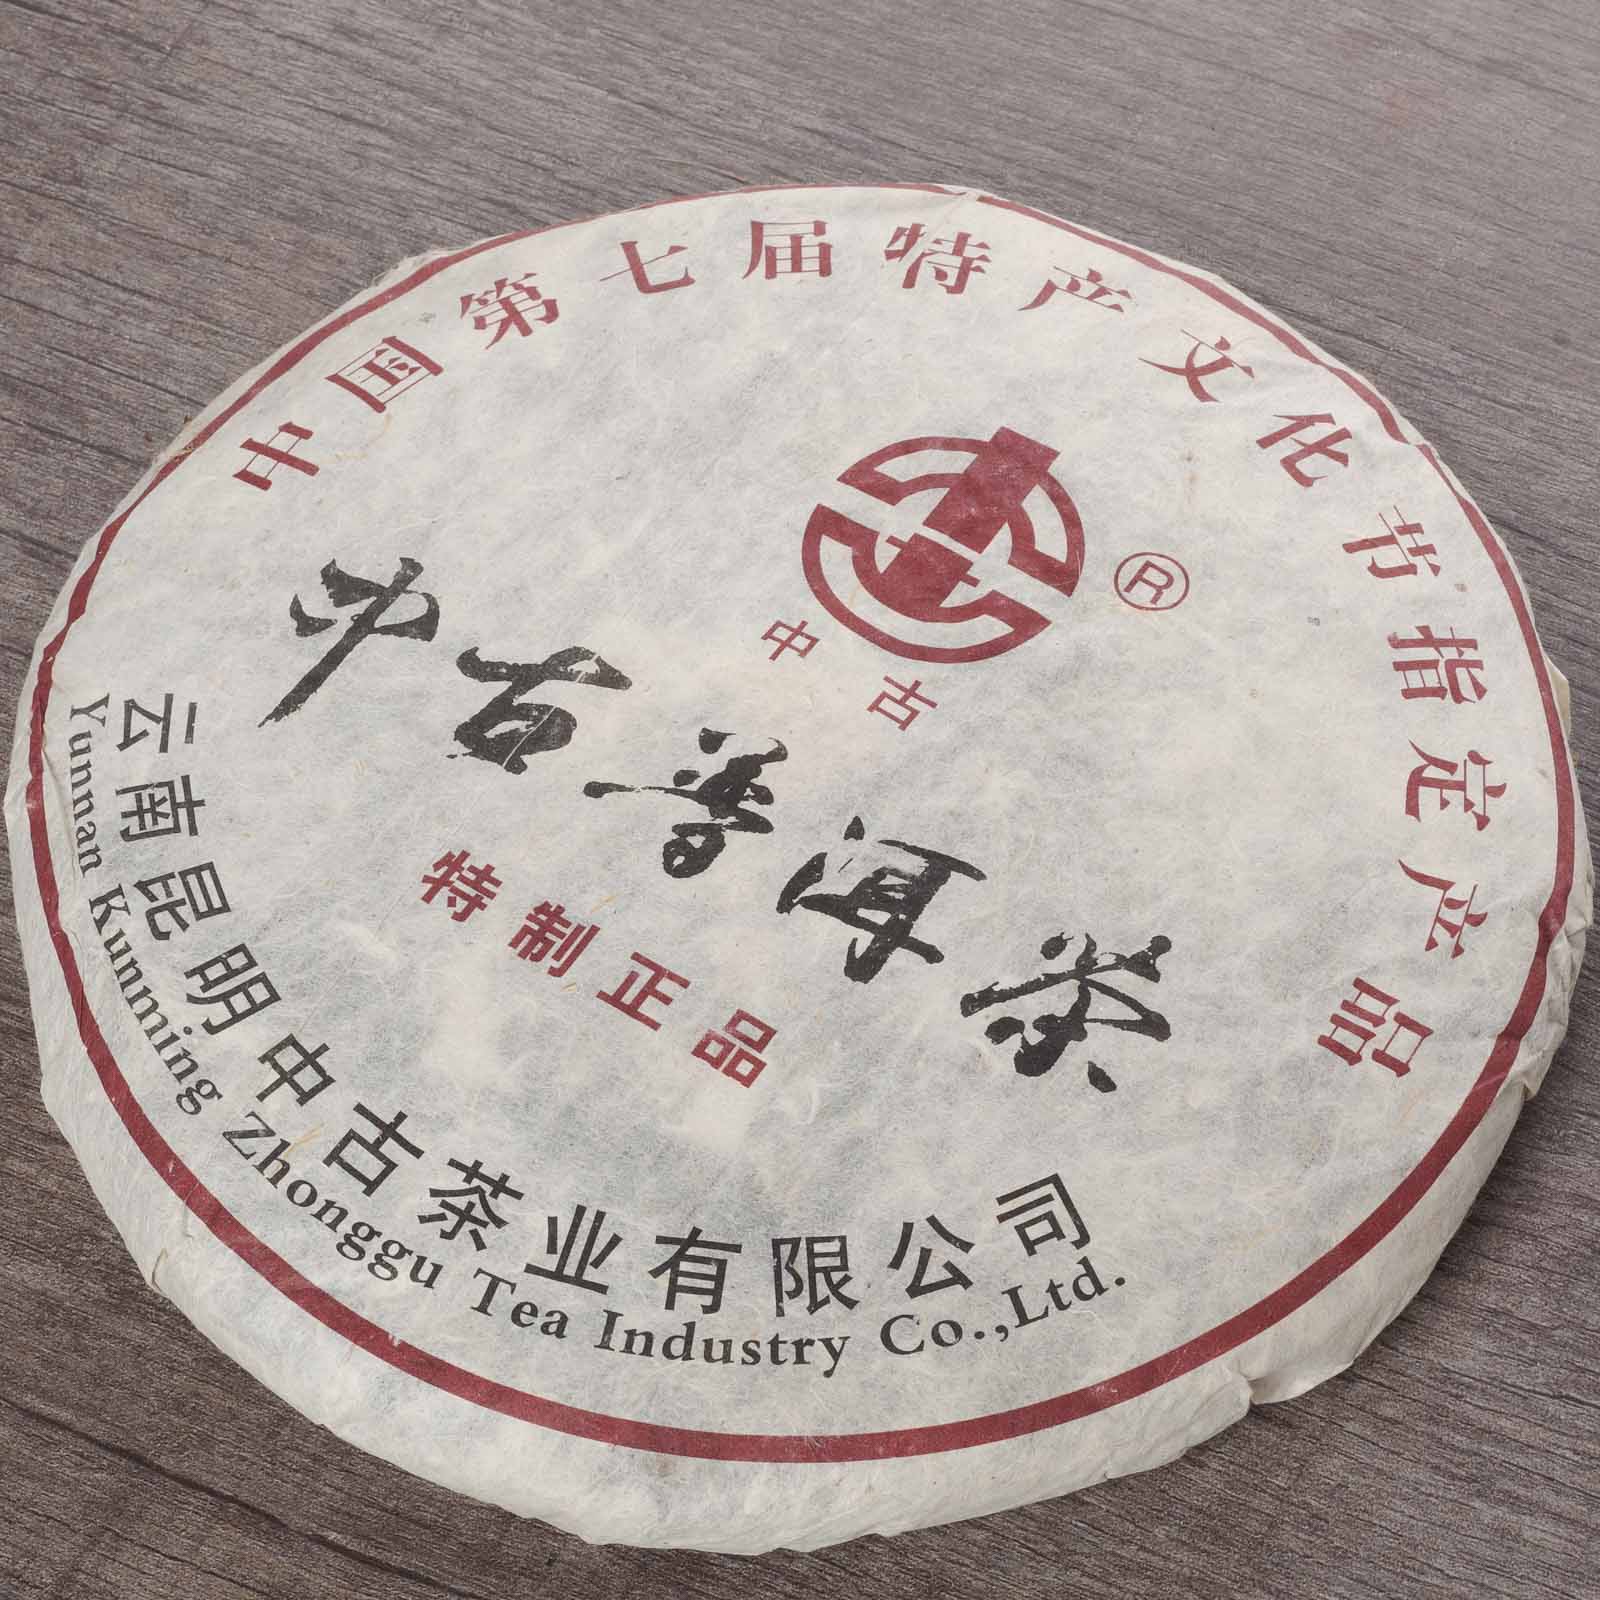 中国第七届特产文化节指定产品
®
中古
中古普洱茶
特制正品
云南昆明中古茶业有限公司
Yunnan Kunming Zhonggu Tea Industry Co.,Ltd.